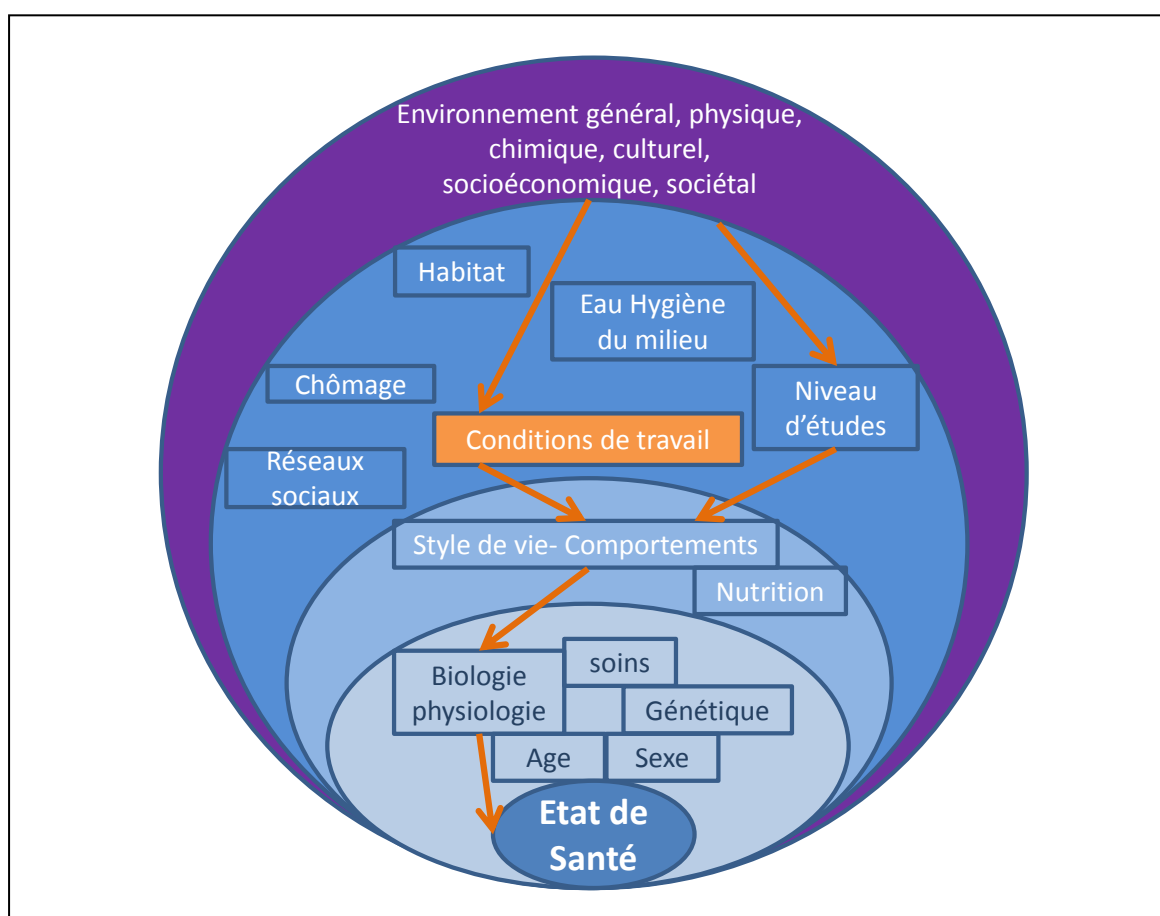 Environnement général, physique,
chimique, culturel,
socioéconomique, sociétal
Habitat
Eau Hygiène
du milieu
Chômage
Niveau
d’études
Conditions de travail
Réseaux
sociaux
Style de vie- Comportements
Nutrition
soins
Biologie
physiologie
Génétique
Age
Sexe
Etat de
Santé